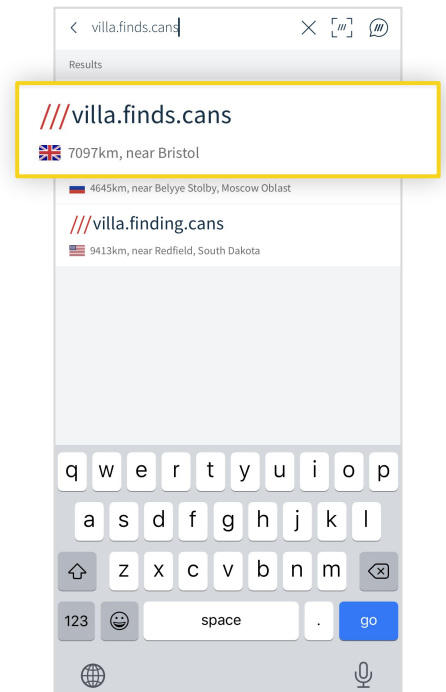 villa.finds.cans
Results
///villa.finds.cans
7097km, near Bristol
4645km, near Belyye Stolby, Moscow Oblast
///villa.finding.cans
9413km, near Redfield, South Dakota
q w e r t y u i o p
a s d f g h j k l
z x c v b n m
123 space . go